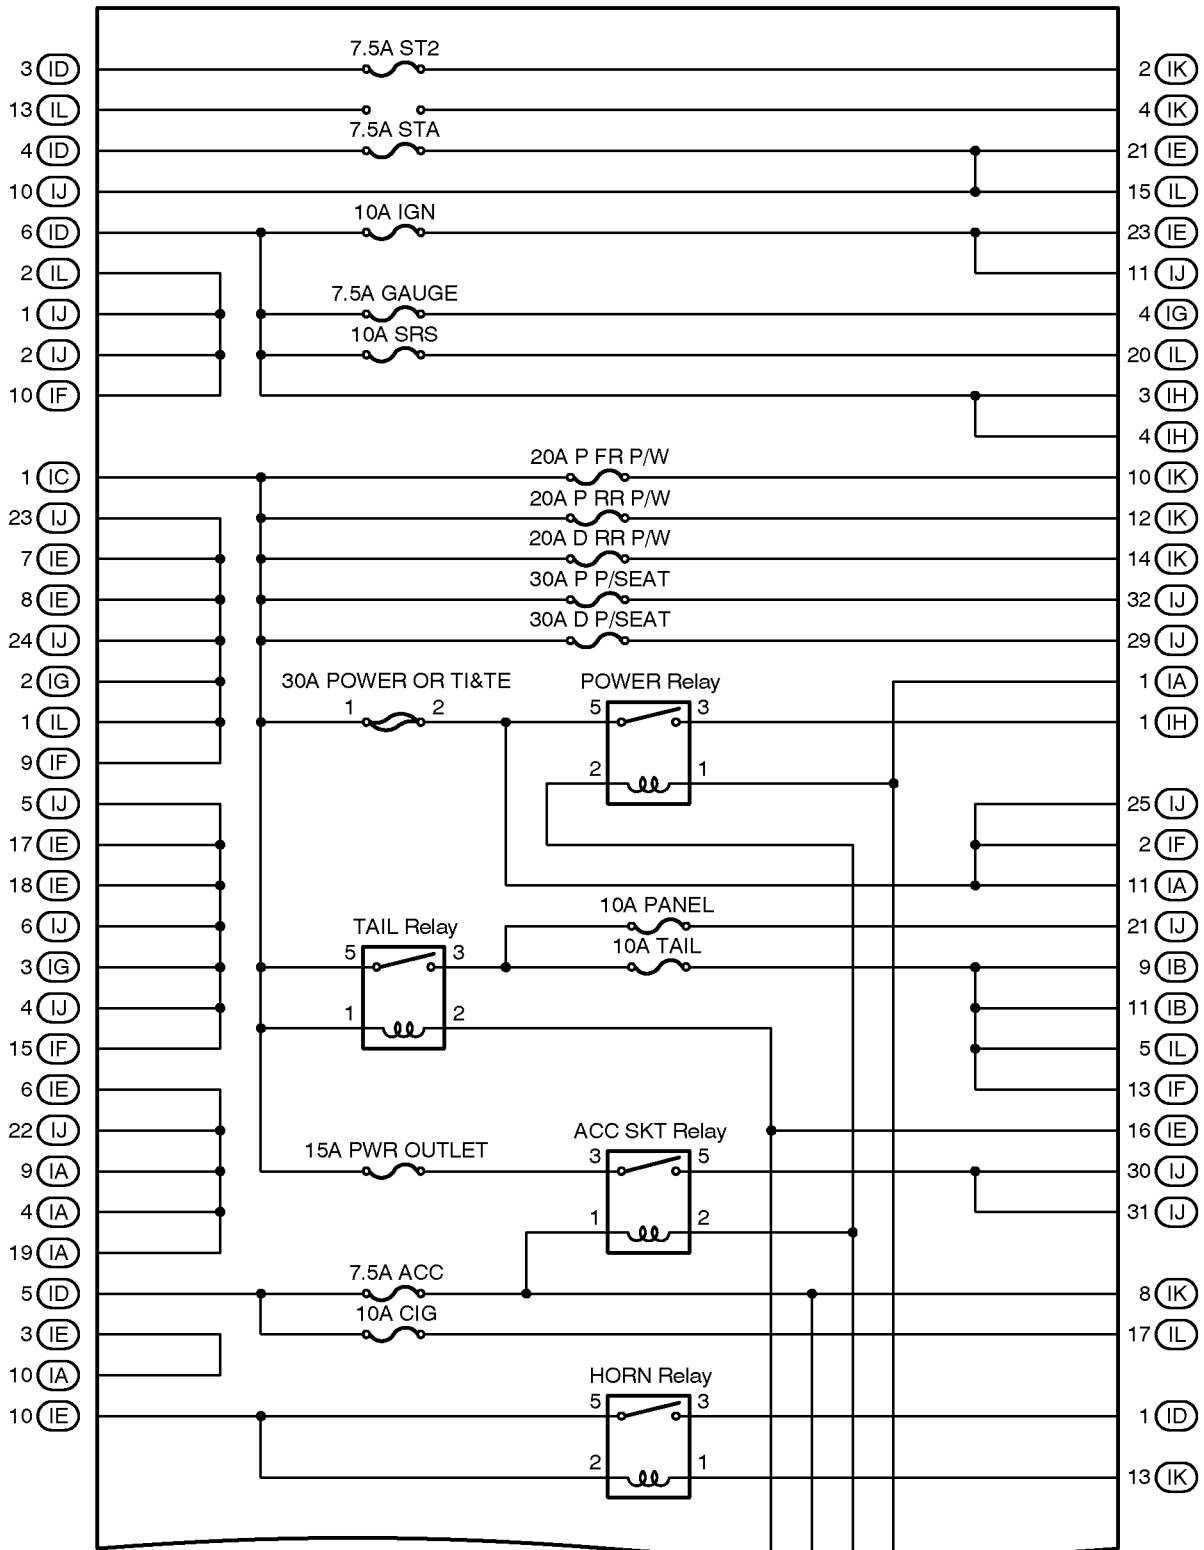 7.5A ST2
3 ID 2 IK
13 IL 4 IK
7.5A STA
4 ID 21 IE
10 IJ 15 IL
10A IGN
6 ID 23 IE
2 IL 11 IJ
7.5A GAUGE
1 IJ 4 IG
10A SRS
2 IJ 20 IL
10 IF 3 IH
4 IH
20A P FR P/W
1 IC 10 IK
20A P RR P/W
23 IJ 12 IK
20A D RR P/W
7 IE 14 IK
30A P P/SEAT
8 IE 32 IJ
30A D P/SEAT
24 IJ 29 IJ
2 IG 30A POWER OR TI&TE POWER Relay 1 IA
1 2 5 3
1 IL 1 IH
9 IF 2 1
5 IJ 25 IJ
17 IE 2 IF
18 IE 11 IA
10A PANEL
6 IJ TAIL Relay 21 IJ
10A TAIL
5 3
3 IG 9 IB
4 IJ 1 2 11 IB
15 IF 5 IL
6 IE 13 IF
22 IJ ACC SKT Relay 16 IE
15A PWR OUTLET 3 5
9 IA 30 IJ
4 IA 1 2 31 IJ
19 IA
7.5A ACC
5 ID 8 IK
10A CIG
3 IE 17 IL
10 IA HORN Relay
5 3
10 IE 1 ID
2 1
13 IK